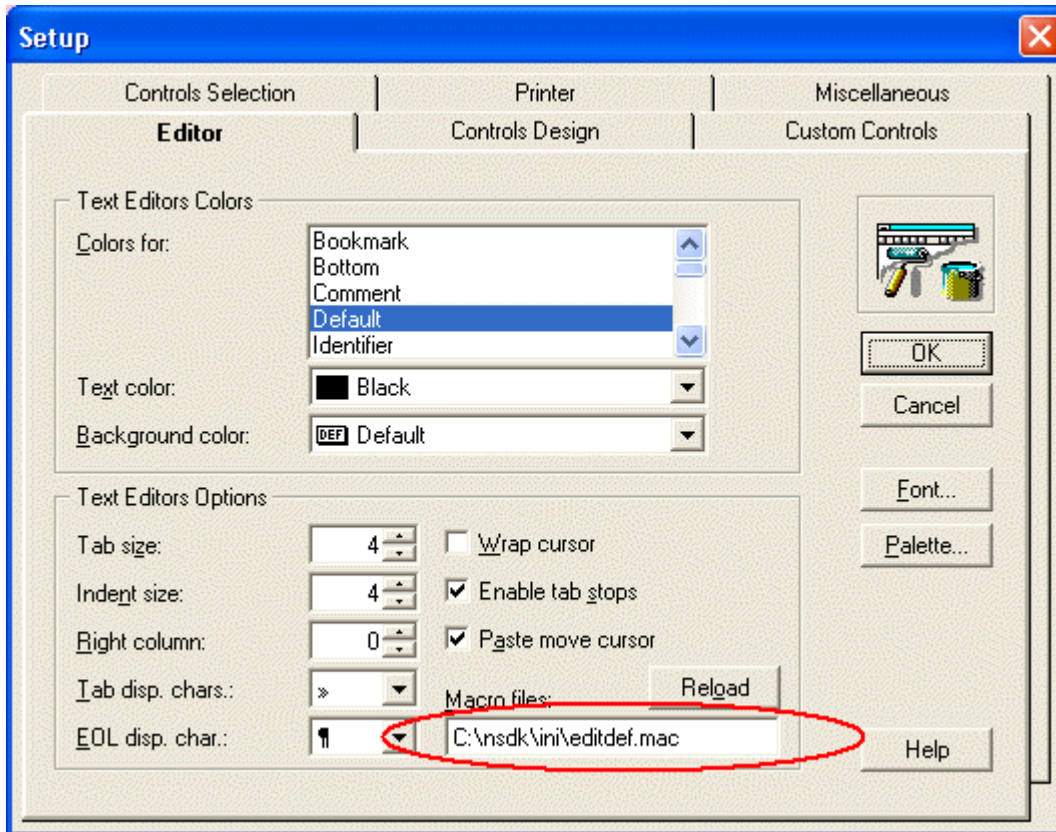 Setup
Controls Selection Printer Miscellaneous
Editor Controls Design Custom Controls
Text Editors Colors
Colors for:
Bookmark
Bottom
Comment
Default
Identifier
Text color: Black
Background color: DEF Default
OK
Cancel
Font...
Palette...
Text Editors Options
Tab size: 4 Wrap cursor
Indent size: 4 Enable tab stops
Right column: 0 Paste move cursor
Tab disp. chars.: » Macro files: Reload
EOL disp. char.: ¶ C:\nsdk\ini\editdef.mac
Help